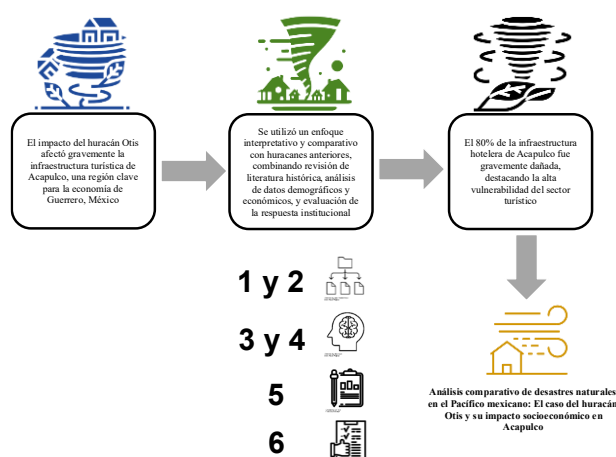 El impacto del huracán Otis
afectó gravemente la
infraestructura turística de
Acapulco, una región clave
para la economía de
Guerrero, México
Se utilizó un enfoque
interpretativo y comparativo
con huracanes anteriores,
combinando revisión de
literatura histórica, análisis
de datos demográficos y
económicos, y evaluación de
la respuesta institucional
El 80% de la infraestructura
hotelera de Acapulco fue
gravemente dañada,
destacando la alta
vulnerabilidad del sector
turístico
1 y 2
3 y 4
5
6
Análisis comparativo de desastres naturales
en el Pacífico mexicano: El caso del huracán
Otis y su impacto socioeconómico en
Acapulco